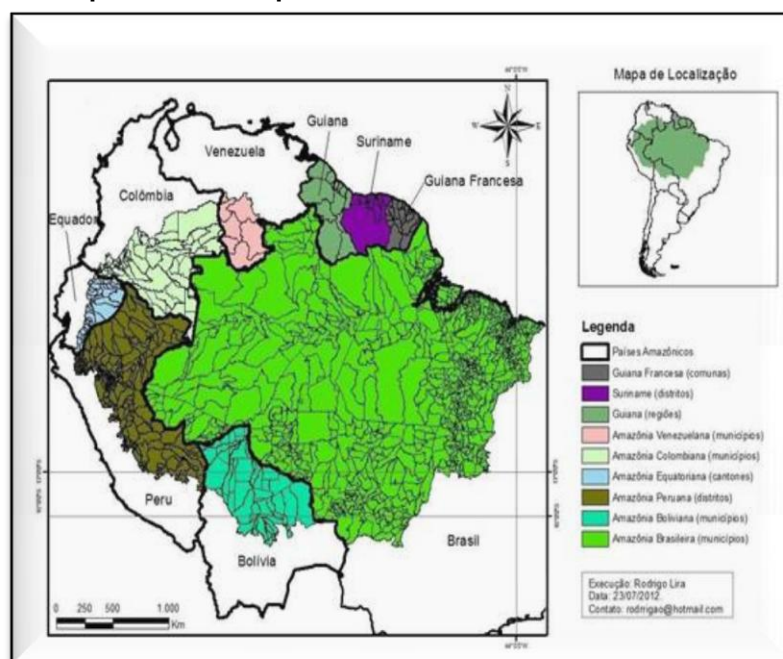 Mapa de Localização
Guiana
Suriname
Guiana Francesa
Venezuela
Colômbia
Equador
Peru
Bolívia
Brasil
0 250 500 1.000
Km
N
E
S
Legenda
Países Amazônicos
Guiana Francesa (comunas)
Suriname (distritos)
Guiana (regiões)
Amazônia Venezuelana (municípios)
Amazônia Colombiana (municípios)
Amazônia Equatoriana (cantones)
Amazônia Peruana (distritos)
Amazônia Boliviana (municípios)
Amazônia Brasileira (municípios)
Execução: Rodrigo Lira
Data: 23/07/2012.
Contato: rodrrigao@hotmail.com